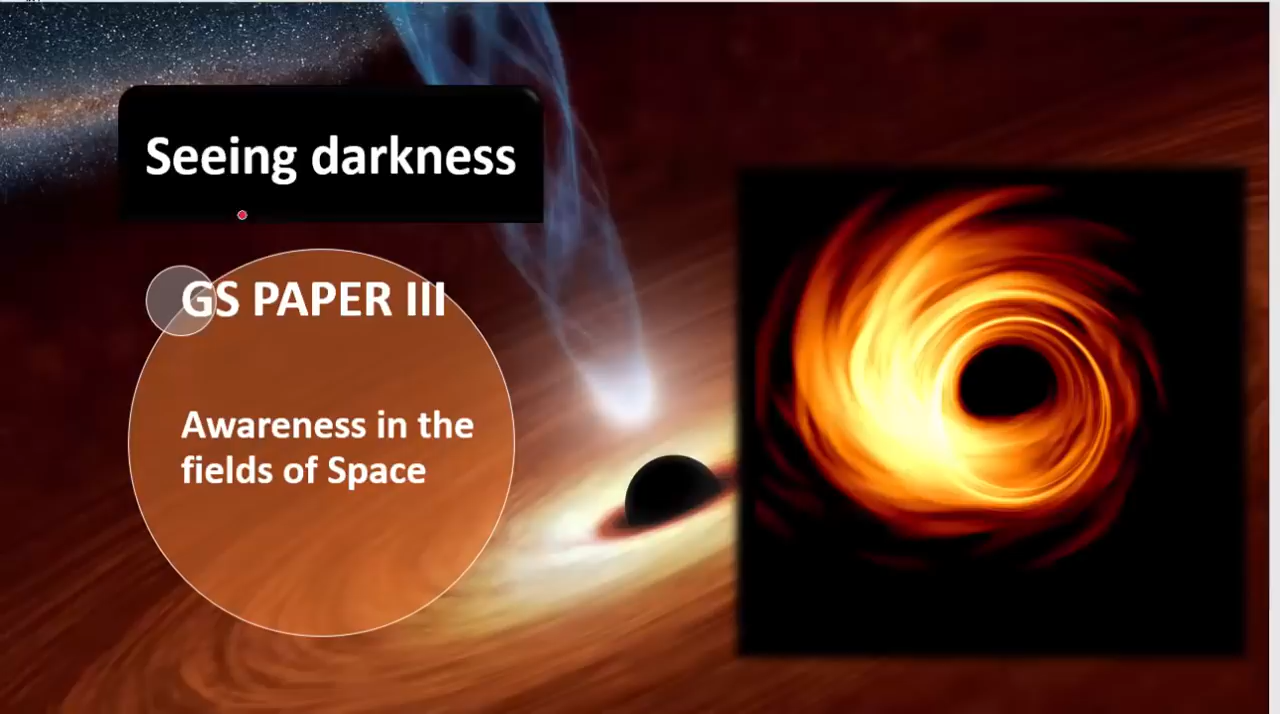 Seeing darkness
GS PAPER III
Awareness in the
fields of Space